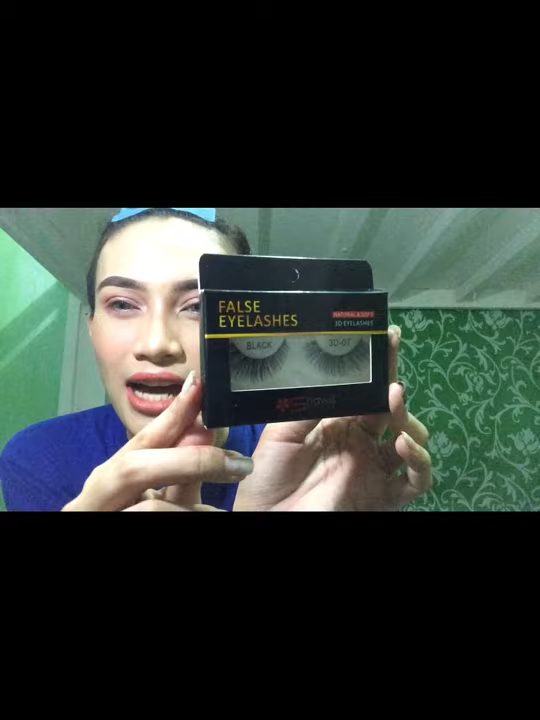 FALSE
EYELASHES
NATURAL & SOFT
3D EYELASHES
BLACK
3D-07